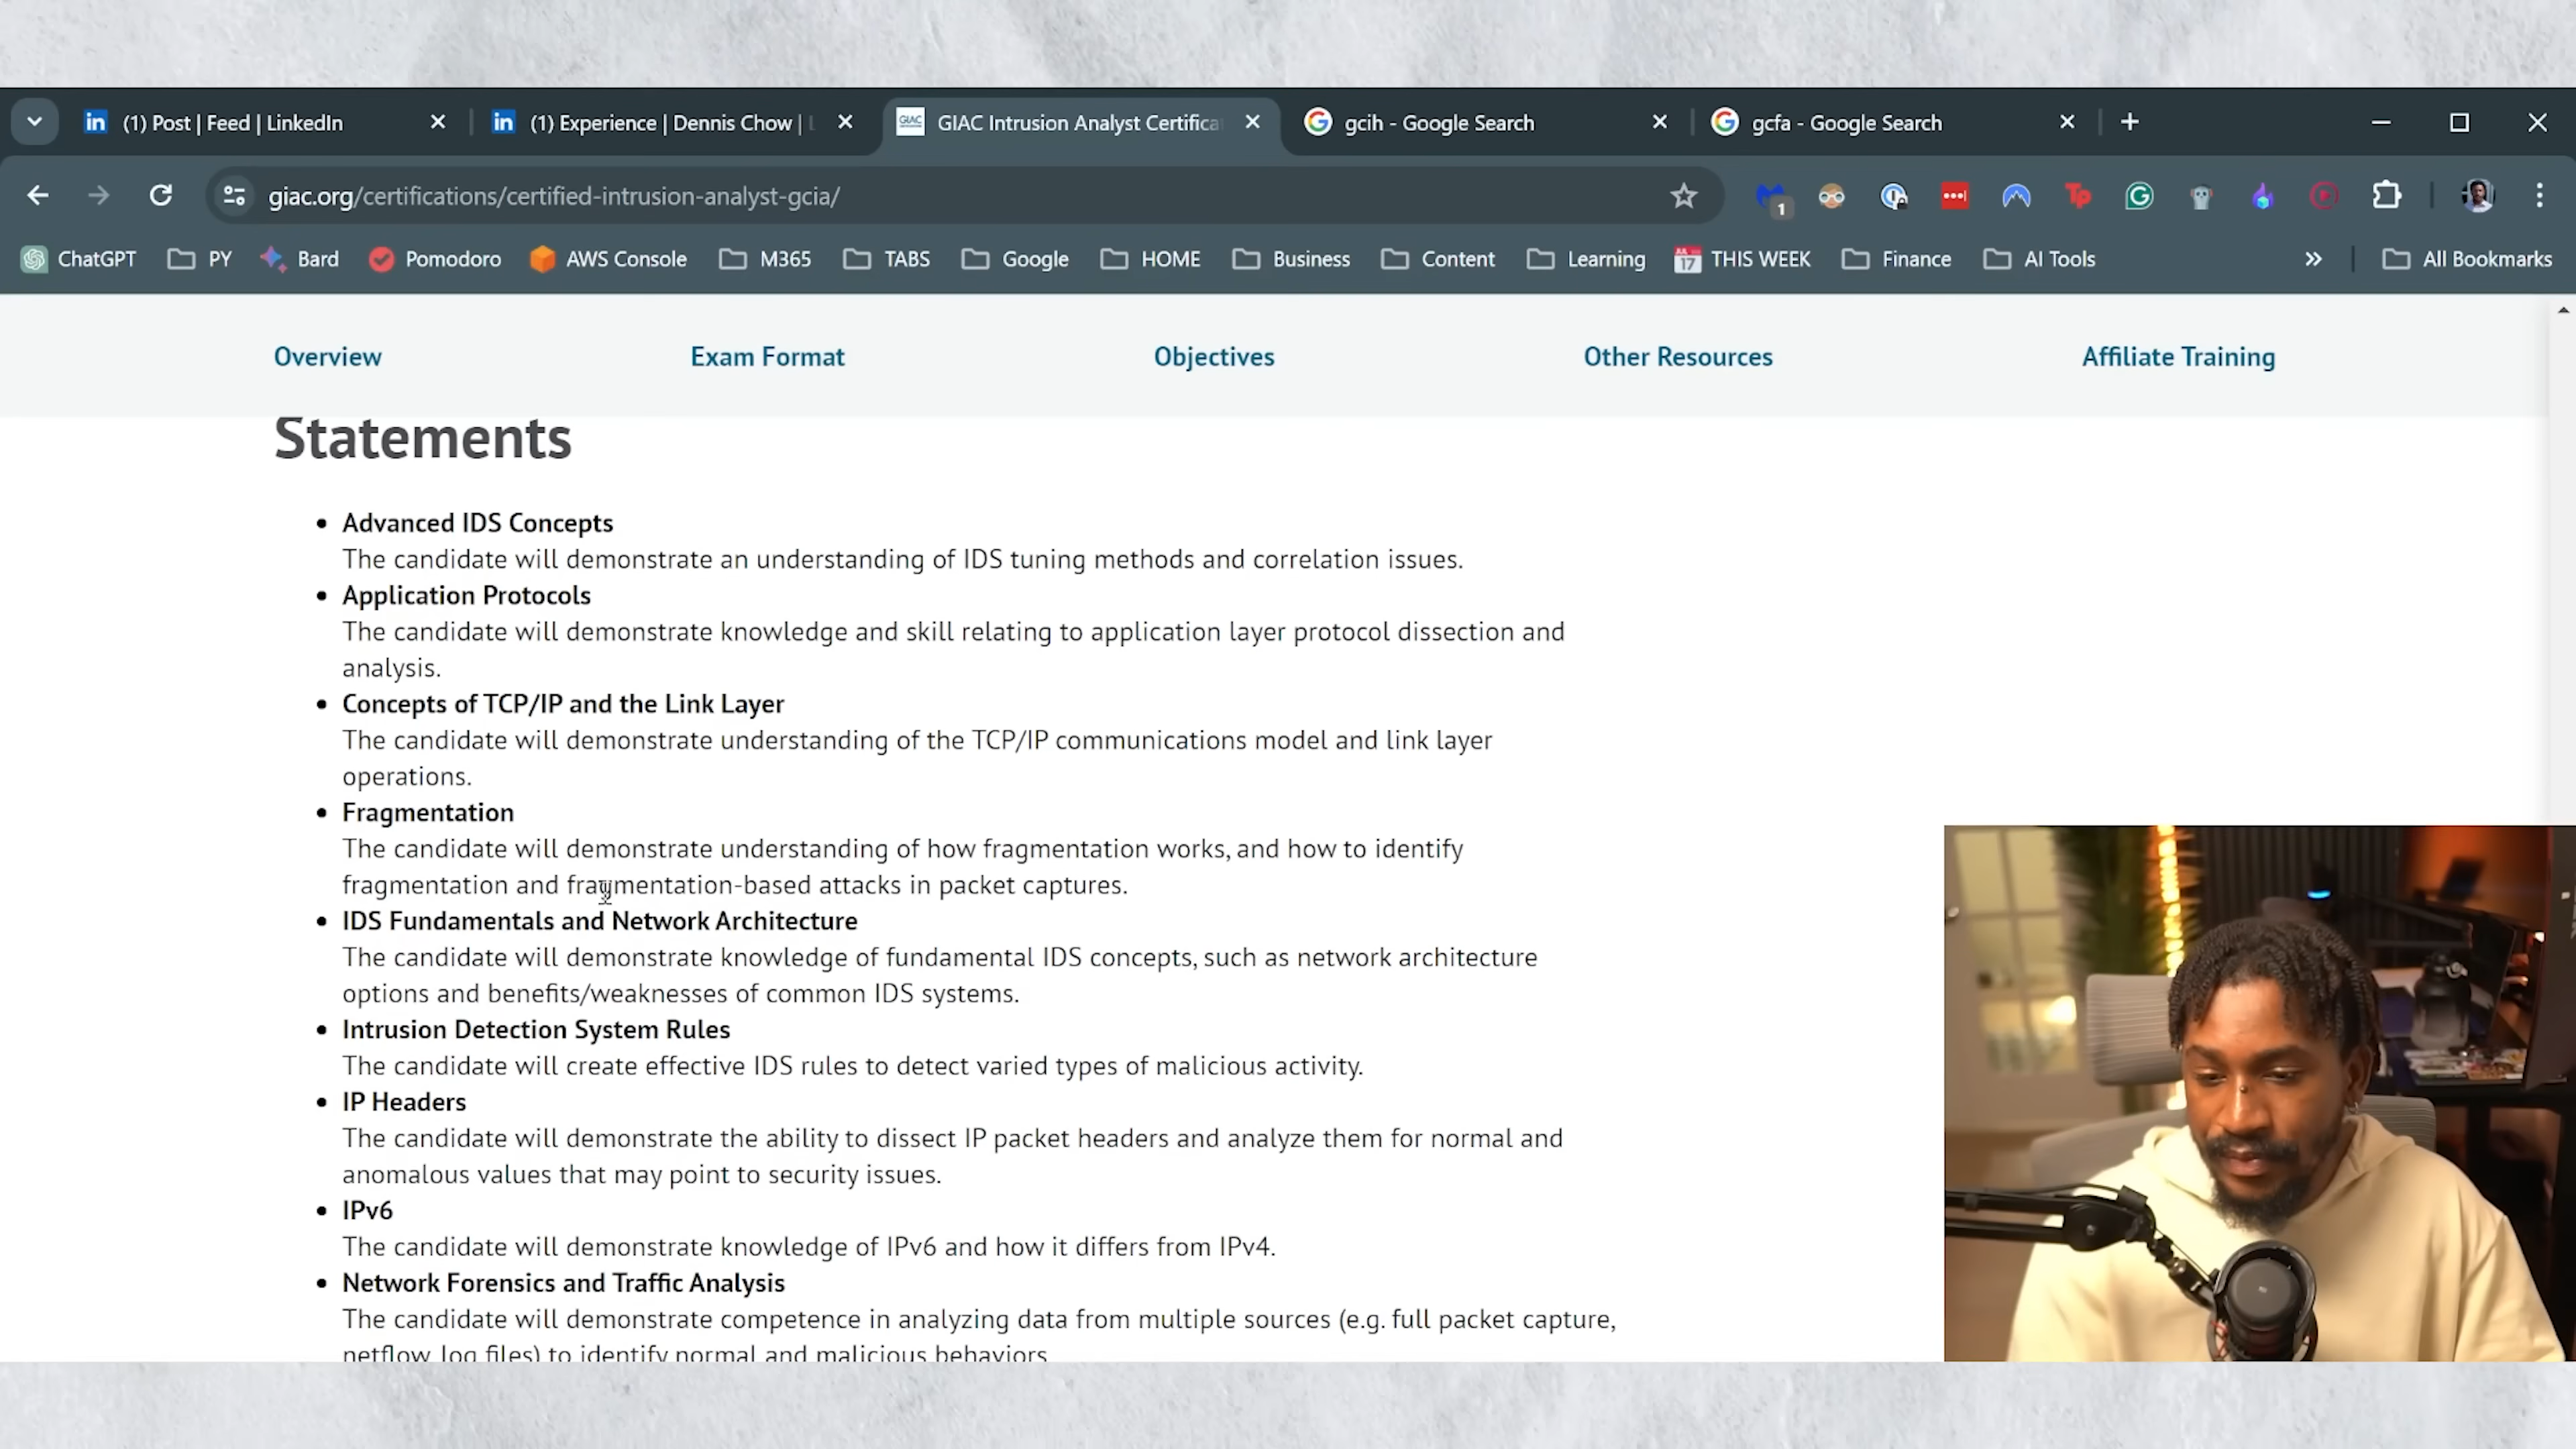 (1) Post | Feed | LinkedIn
(1) Experience | Dennis Chow |
GIAC Intrusion Analyst Certifica
gcih - Google Search
gcfa - Google Search
giac.org/certifications/certified-intrusion-analyst-gcia/
1
ChatGPT
PY
Bard
Pomodoro
AWS Console
M365
TABS
Google
HOME
Business
Content
Learning
JUL 17
THIS WEEK
Finance
AI Tools
All Bookmarks
Overview
Exam Format
Objectives
Other Resources
Affiliate Training
Statements
Advanced IDS Concepts
The candidate will demonstrate an understanding of IDS tuning methods and correlation issues.
Application Protocols
The candidate will demonstrate knowledge and skill relating to application layer protocol dissection and
analysis.
Concepts of TCP/IP and the Link Layer
The candidate will demonstrate understanding of the TCP/IP communications model and link layer
operations.
Fragmentation
The candidate will demonstrate understanding of how fragmentation works, and how to identify
fragmentation and fragmentation-based attacks in packet captures.
IDS Fundamentals and Network Architecture
The candidate will demonstrate knowledge of fundamental IDS concepts, such as network architecture
options and benefits/weaknesses of common IDS systems.
Intrusion Detection System Rules
The candidate will create effective IDS rules to detect varied types of malicious activity.
IP Headers
The candidate will demonstrate the ability to dissect IP packet headers and analyze them for normal and
anomalous values that may point to security issues.
IPv6
The candidate will demonstrate knowledge of IPv6 and how it differs from IPv4.
Network Forensics and Traffic Analysis
The candidate will demonstrate competence in analyzing data from multiple sources (e.g. full packet capture,
netflow, log files) to identify normal and malicious behaviors